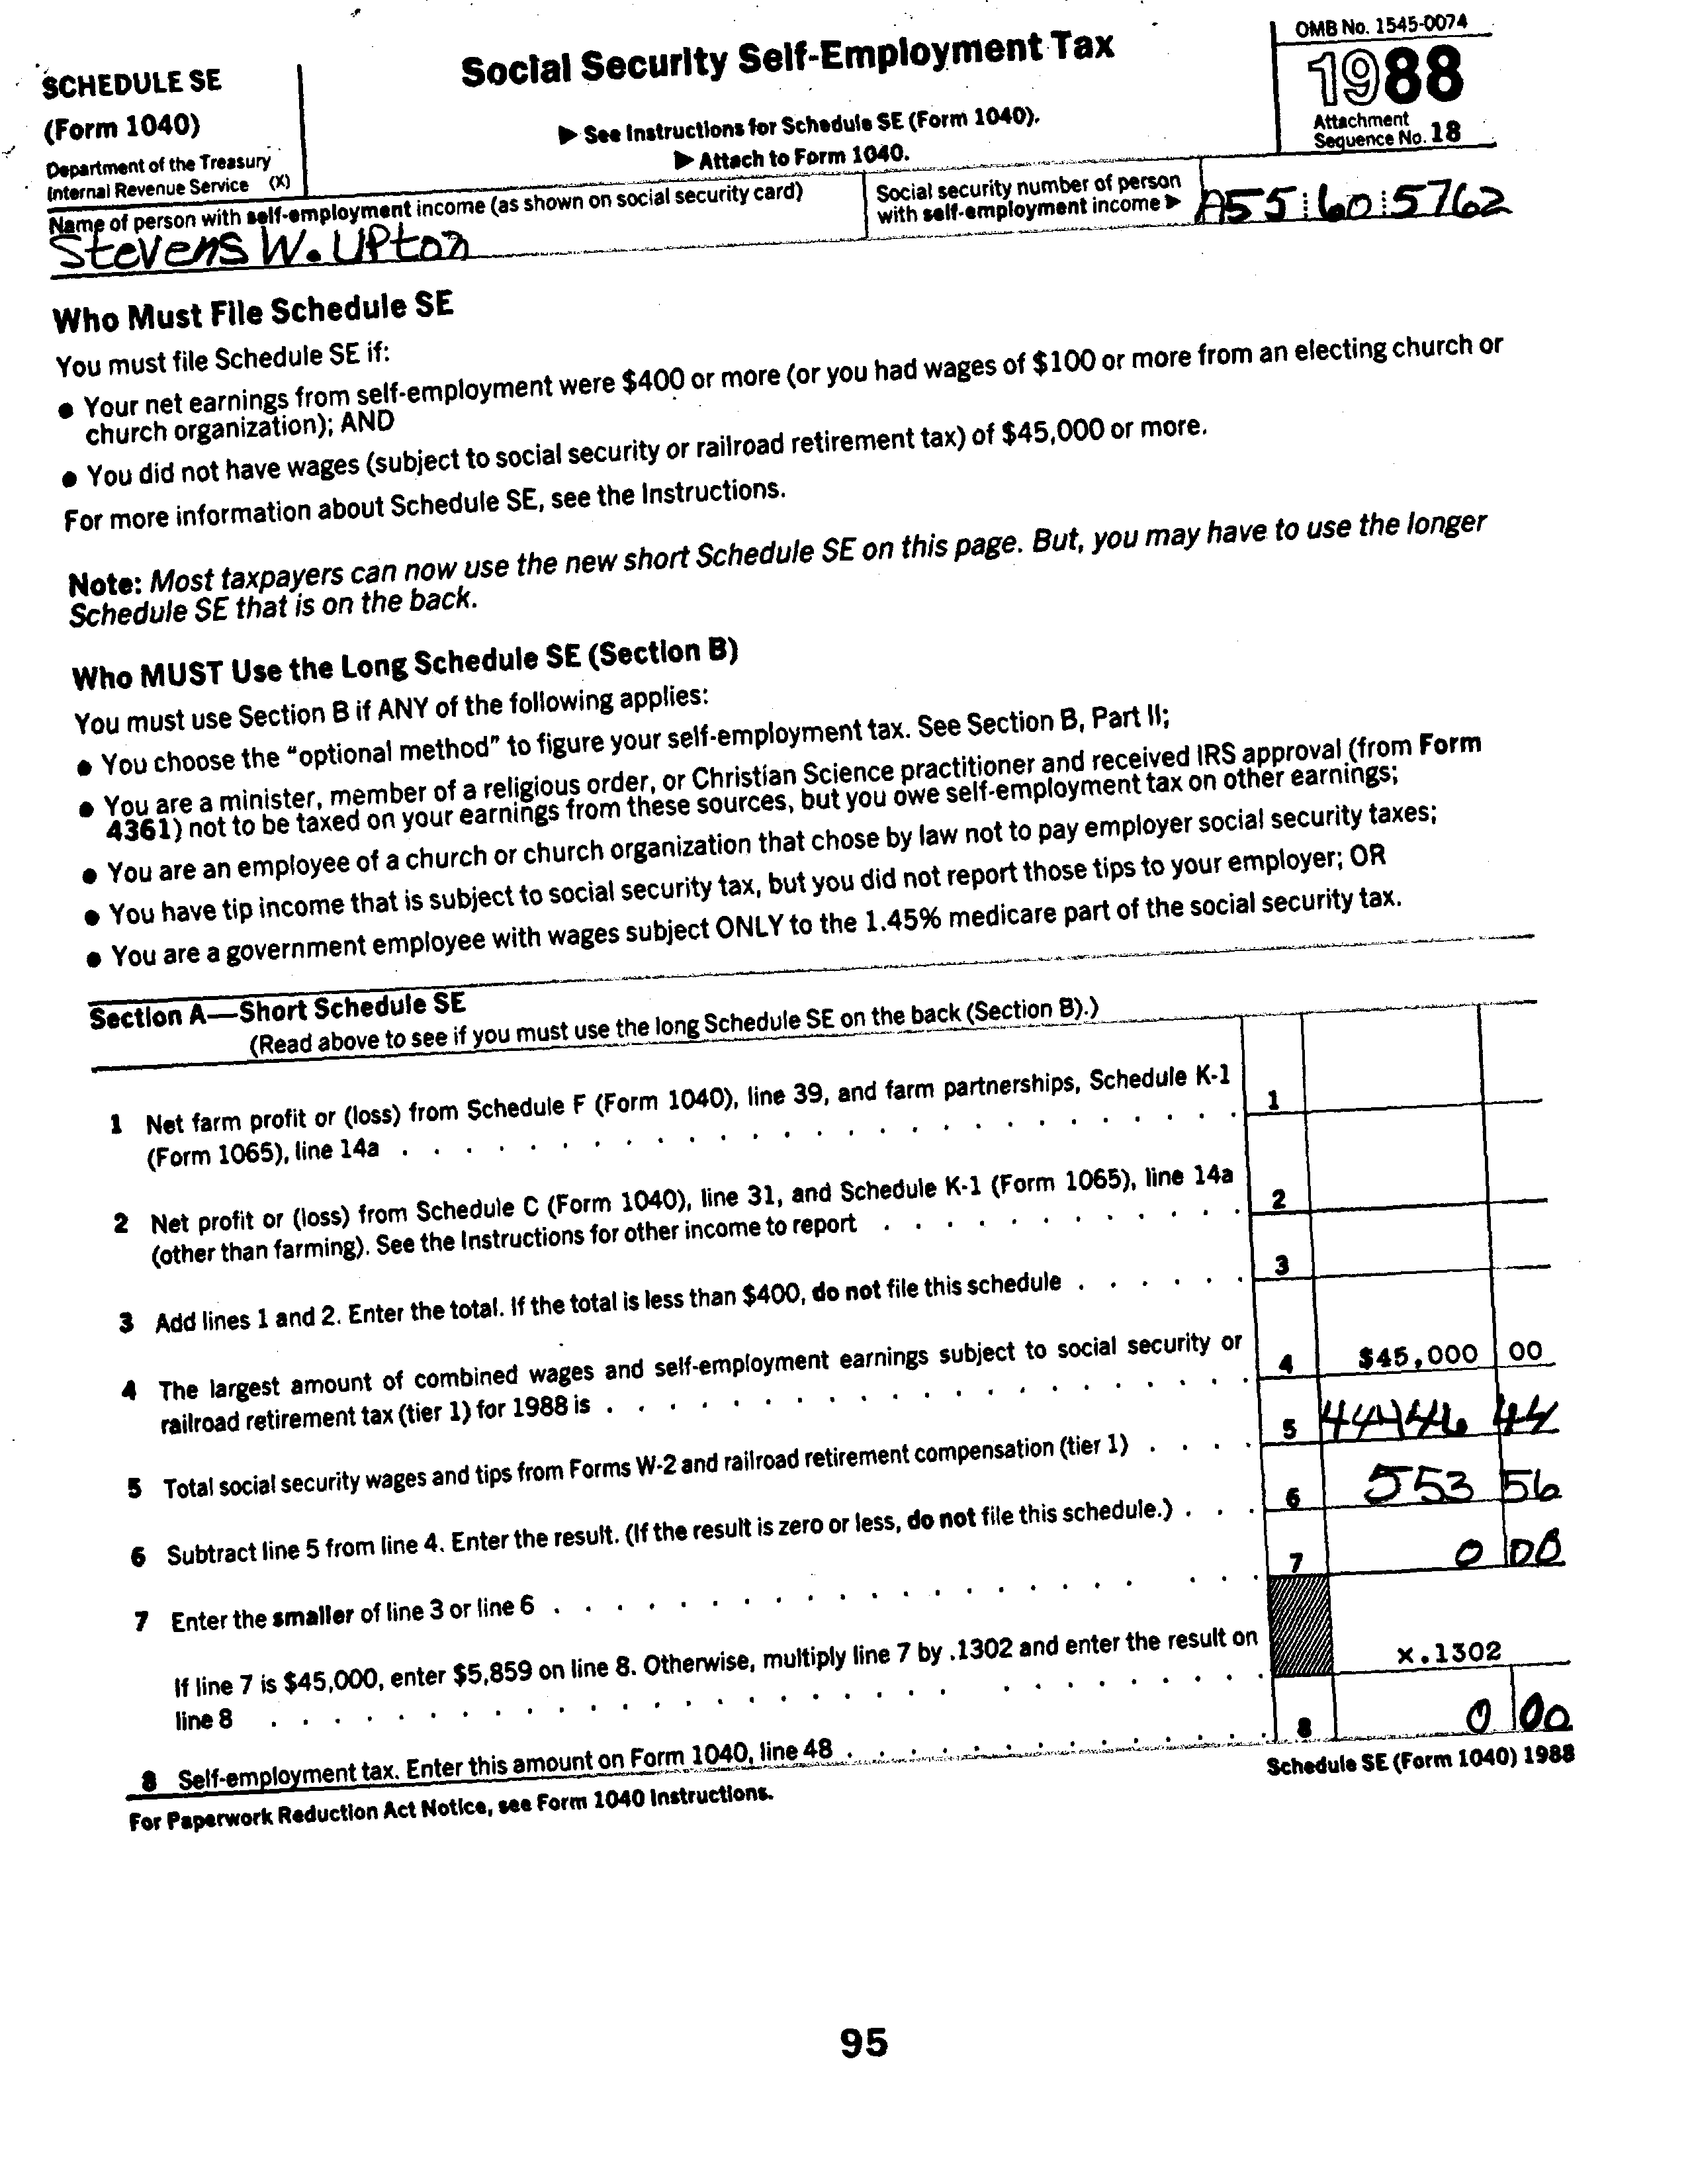 SCHEDULE SE
(Form 1040)
Department of the Treasury
Internal Revenue Service (X)
Social Security Self-Employment Tax
▶ See Instructions for Schedule SE (Form 1040).
▶ Attach to Form 1040.
OMB No. 1545-0074
1988
Attachment
Sequence No. 18
Name of person with self-employment income (as shown on social security card)
Stevens W. Upton
Social security number of person
with self-employment income ▶
A55 60 5762
Who Must File Schedule SE
You must file Schedule SE if:
● Your net earnings from self-employment were $400 or more (or you had wages of $100 or more from an electing church or
church organization); AND
● You did not have wages (subject to social security or railroad retirement tax) of $45,000 or more.
For more information about Schedule SE, see the Instructions.
Note: Most taxpayers can now use the new short Schedule SE on this page. But, you may have to use the longer
Schedule SE that is on the back.
Who MUST Use the Long Schedule SE (Section B)
You must use Section B if ANY of the following applies:
● You choose the "optional method" to figure your self-employment tax. See Section B, Part II;
● You are a minister, member of a religious order, or Christian Science practitioner and received IRS approval (from Form
4361) not to be taxed on your earnings from these sources, but you owe self-employment tax on other earnings;
● You are an employee of a church or church organization that chose by law not to pay employer social security taxes;
● You have tip income that is subject to social security tax, but you did not report those tips to your employer; OR
● You are a government employee with wages subject ONLY to the 1.45% medicare part of the social security tax.
Section A—Short Schedule SE
(Read above to see if you must use the long Schedule SE on the back (Section B).)
1 Net farm profit or (loss) from Schedule F (Form 1040), line 39, and farm partnerships, Schedule K-1
(Form 1065), line 14a . . . 1
2 Net profit or (loss) from Schedule C (Form 1040), line 31, and Schedule K-1 (Form 1065), line 14a
(other than farming). See the Instructions for other income to report . . . 2
3 Add lines 1 and 2. Enter the total. If the total is less than $400, do not file this schedule . . . 3
4 The largest amount of combined wages and self-employment earnings subject to social security or
railroad retirement tax (tier 1) for 1988 is . . . 4 $45,000 00
5 Total social security wages and tips from Forms W-2 and railroad retirement compensation (tier 1) . . . 5 44446 44
6 Subtract line 5 from line 4. Enter the result. (If the result is zero or less, do not file this schedule.) . . . 6 553 56
7 Enter the smaller of line 3 or line 6 . . . 7 0 00
If line 7 is $45,000, enter $5,859 on line 8. Otherwise, multiply line 7 by .1302 and enter the result on
line 8 . . . x.1302
8 Self-employment tax. Enter this amount on Form 1040, line 48 . . . 8 0 00
For Paperwork Reduction Act Notice, see Form 1040 Instructions.
Schedule SE (Form 1040) 1988
95